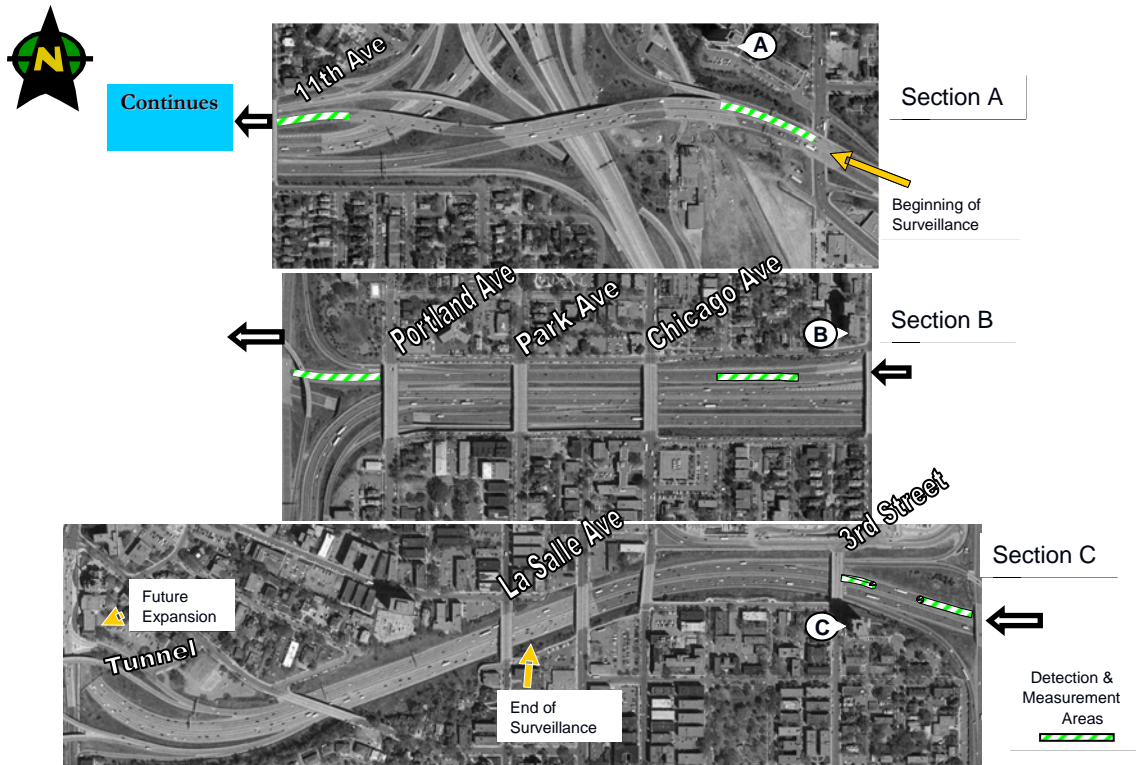 N
Continues
11th Ave
A
Section A
Beginning of
Surveillance
Portland Ave
Park Ave
Chicago Ave
B
Section B
La Salle Ave
3rd Street
Section C
Future
Expansion
Tunnel
C
End of
Surveillance
Detection &
Measurement
Areas